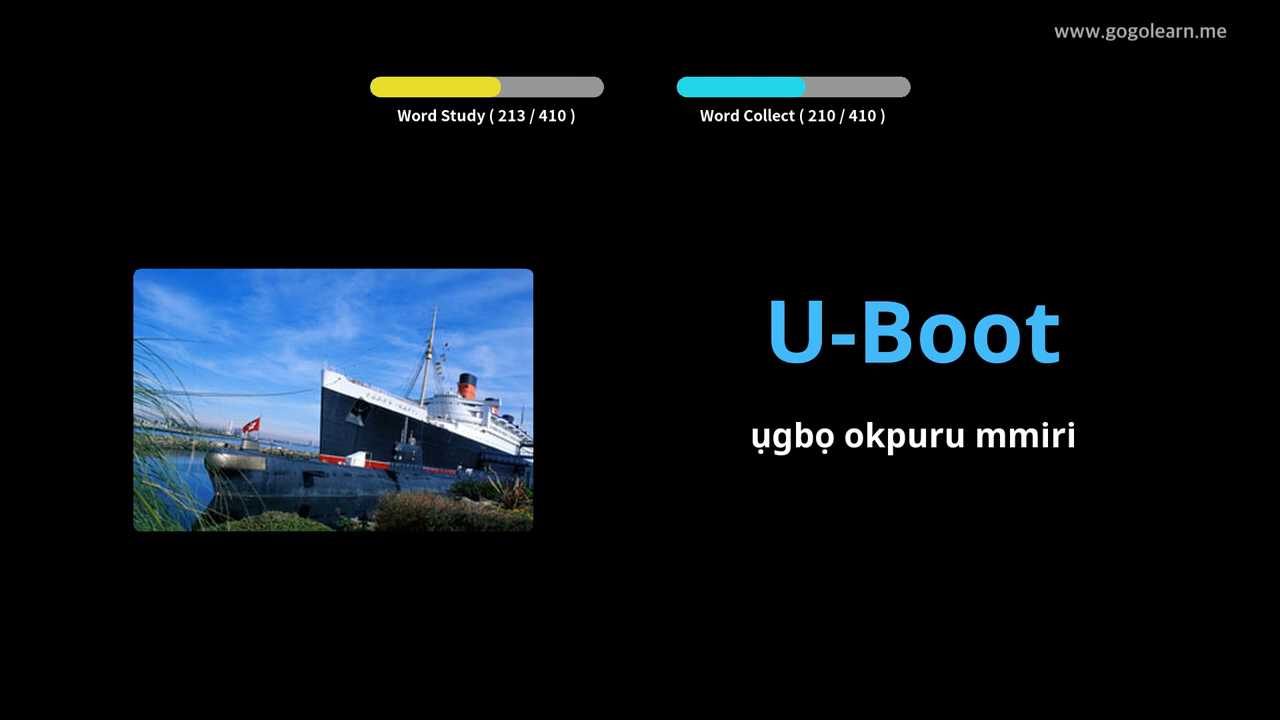 www.gogolearn.me
Word Study ( 213 / 410 )
Word Collect ( 210 / 410 )
U-Boot
ụgbọ okpuru mmiri